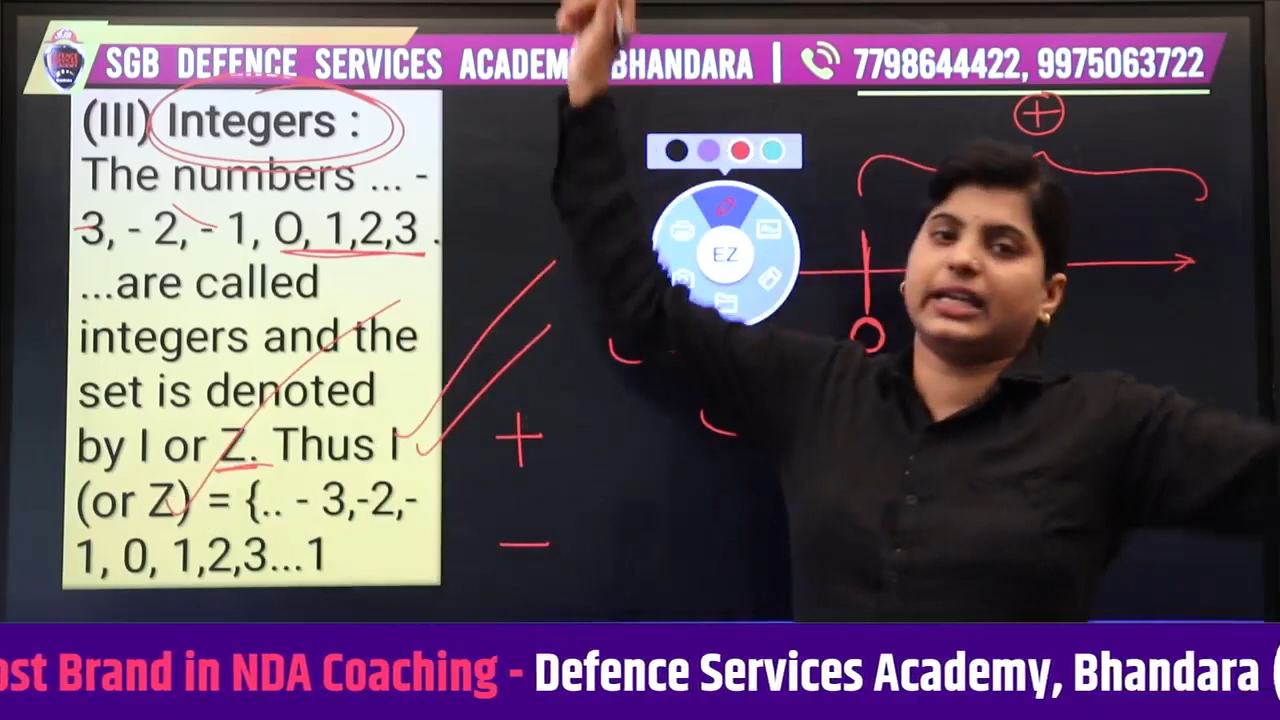 SGB DEFENCE SERVICES ACADEM BHANDARA | 7798644422, 9975063722
(III) Integers :
The numbers ... -
3, - 2, - 1, 0, 1,2,3 .
...are called
integers and the
set is denoted
by I or Z. Thus I
(or Z) = {.. - 3,-2,-
1, 0, 1,2,3...1
+
EZ
+
−
0
ost Brand in NDA Coaching - Defence Services Academy, Bhandara (